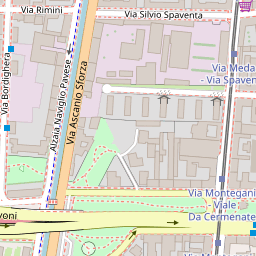 Via Rimini
Via Silvio Spaventa
Via Bordighera
Alzaia Naviglio Pavese
Via Ascanio Sforza
Via Meda
- Via Spaven
Via Montegani
- Viale
Da Cermenate
voni
Via M